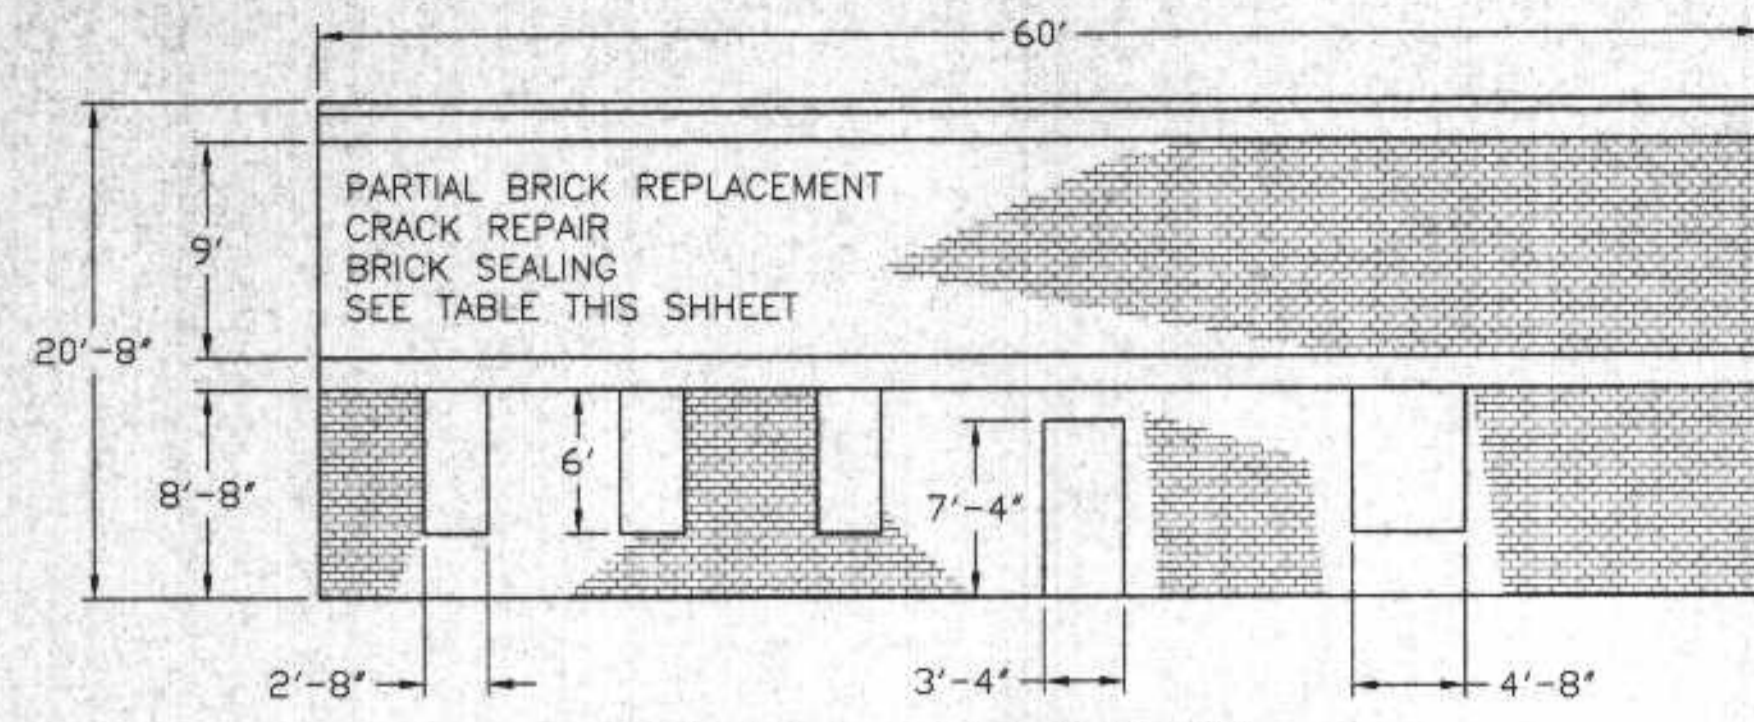 60'
PARTIAL BRICK REPLACEMENT
CRACK REPAIR
BRICK SEALING
SEE TABLE THIS SHHEET
9'
20'-8"
8'-8"
6'
7'-4"
2'-8"
3'-4"
4'-8"